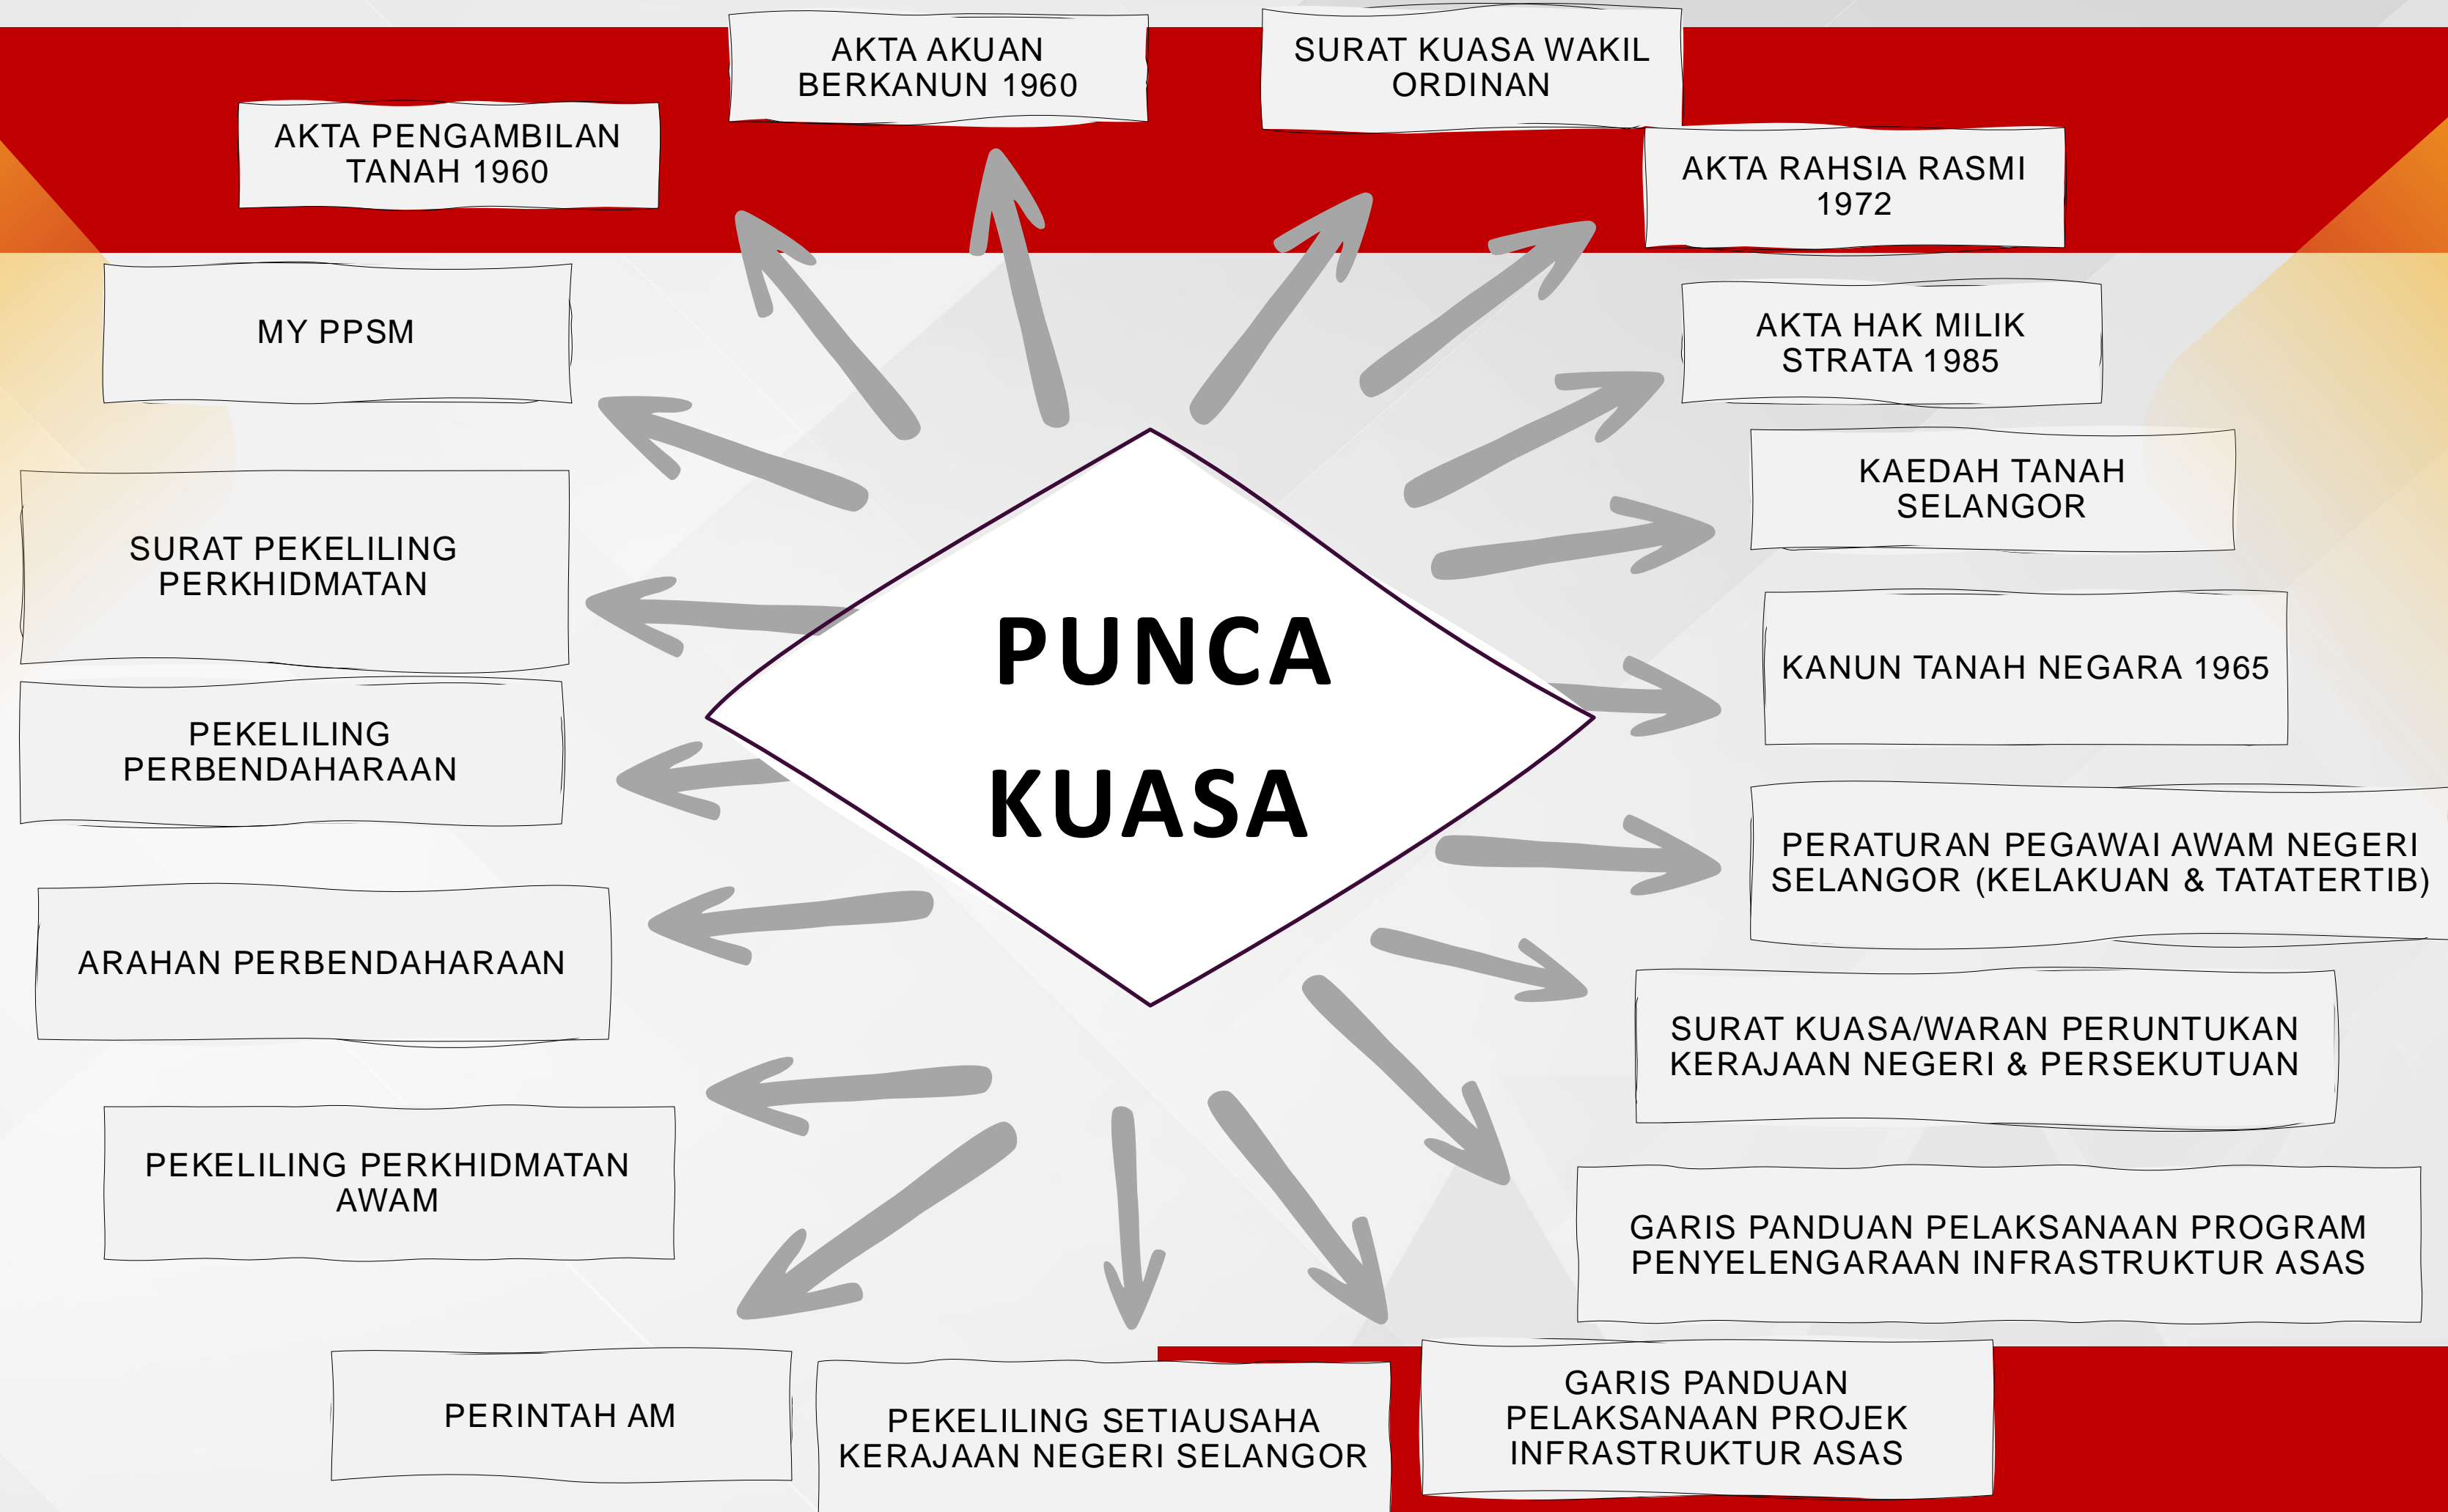 AKTA AKUAN
BERKANUN 1960
SURAT KUASA WAKIL
ORDINAN
AKTA PENGAMBILAN
TANAH 1960
AKTA RAHSIA RASMI
1972
MY PPSM
AKTA HAK MILIK
STRATA 1985
KAEDAH TANAH
SELANGOR
SURAT PEKELILING
PERKHIDMATAN
PUNCA
KUASA
KANUN TANAH NEGARA 1965
PEKELILING
PERBENDAHARAAN
PERATURAN PEGAWAI AWAM NEGERI
SELANGOR (KELAKUAN & TATATERTIB)
ARAHAN PERBENDAHARAAN
SURAT KUASA/WARAN PERUNTUKAN
KERAJAAN NEGERI & PERSEKUTUAN
PEKELILING PERKHIDMATAN
AWAM
GARIS PANDUAN PELAKSANAAN PROGRAM
PENYELENGARAAN INFRASTRUKTUR ASAS
PERINTAH AM
PEKELILING SETIAUSAHA
KERAJAAN NEGERI SELANGOR
GARIS PANDUAN
PELAKSANAAN PROJEK
INFRASTRUKTUR ASAS